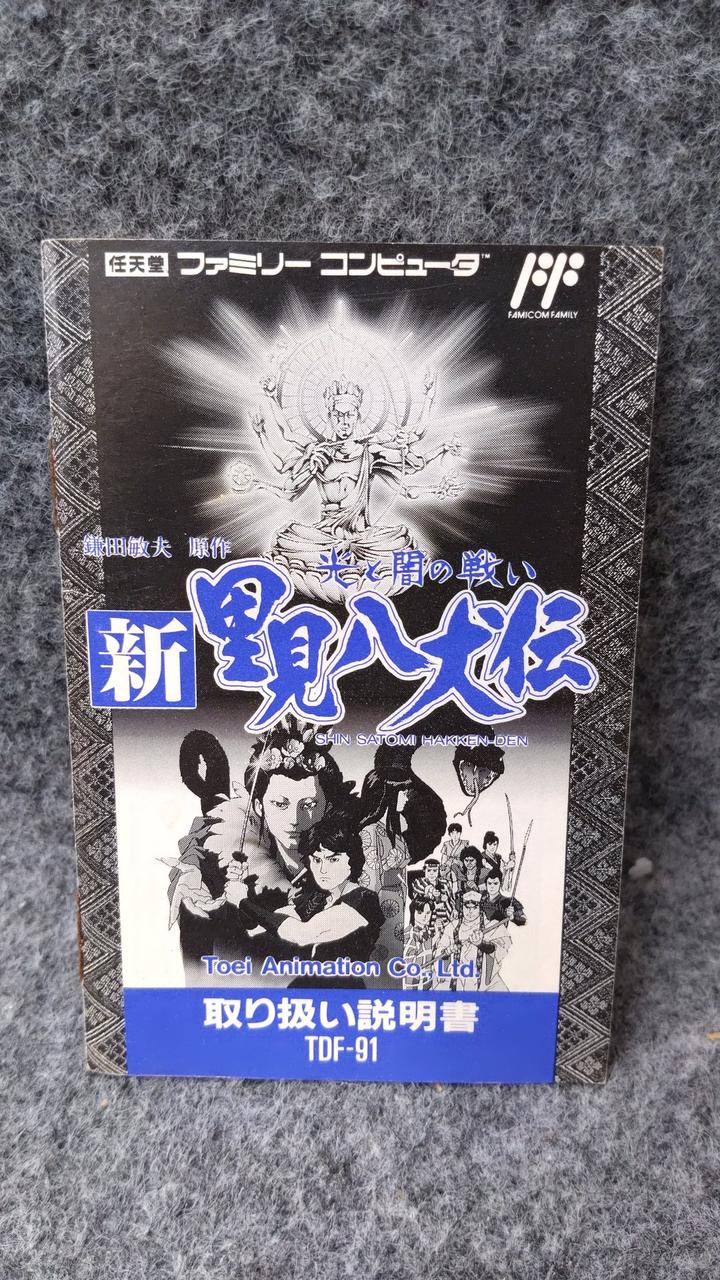 任天堂 ファミリー コンピュータ™
FF
FAMICOM FAMILY
鎌田敏夫 原作
光と闇の戦い
新 里見八犬伝
SHIN SATOMI HAKKEN-DEN
Toei Animation Co., Ltd.
取り扱い説明書
TDF-91